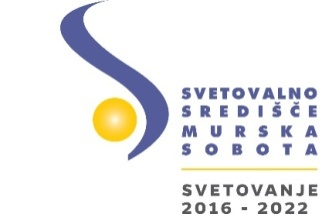 SVETOVALNO
SREDIŠČE
MURSKA
SOBOTA
SVETOVANJE
2016 - 2022